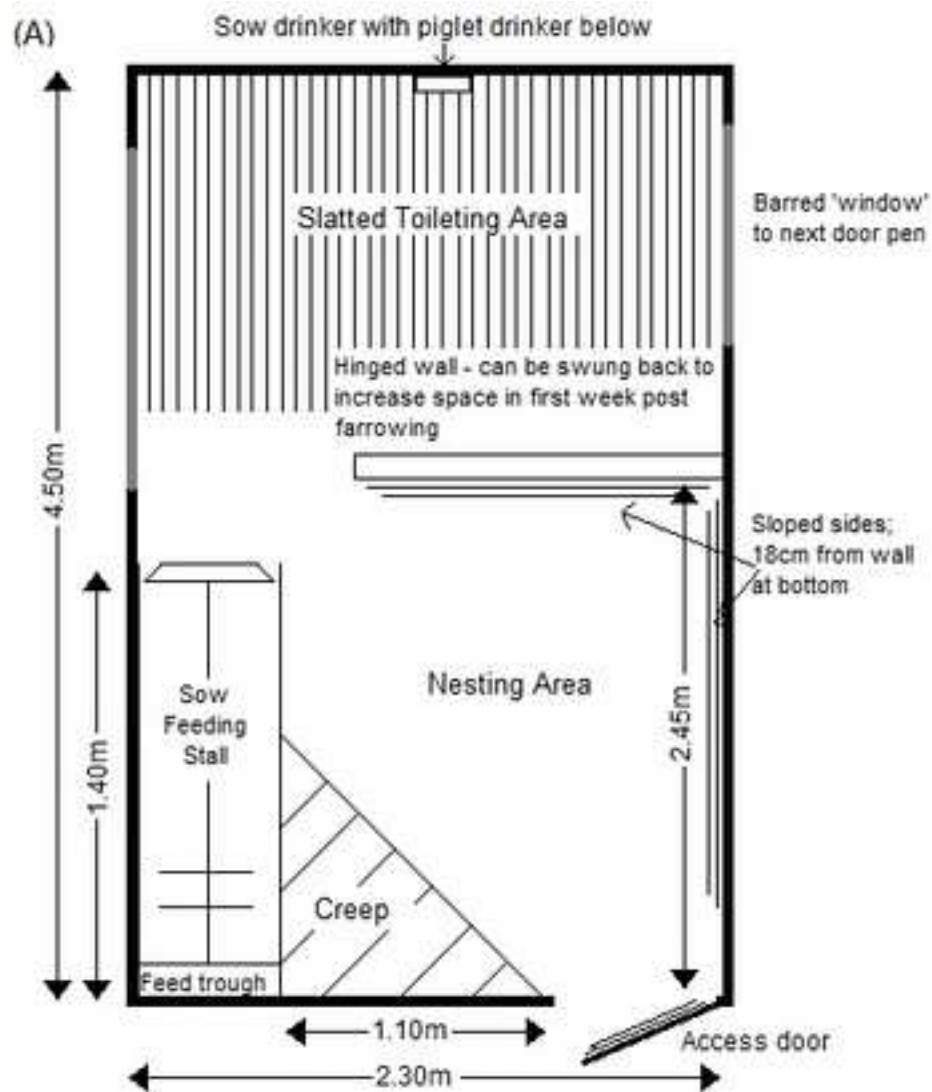 (A)
Sow drinker with piglet drinker below
Slatted Toileting Area
Barred 'window'
to next door pen
Hinged wall - can be swung back to
increase space in first week post
farrowing
4.50m
Sloped sides;
18cm from wall
at bottom
Nesting Area
Sow
Feeding
Stall
2.45m
1.40m
Creep
Feed trough
1.10m
Access door
2.30m